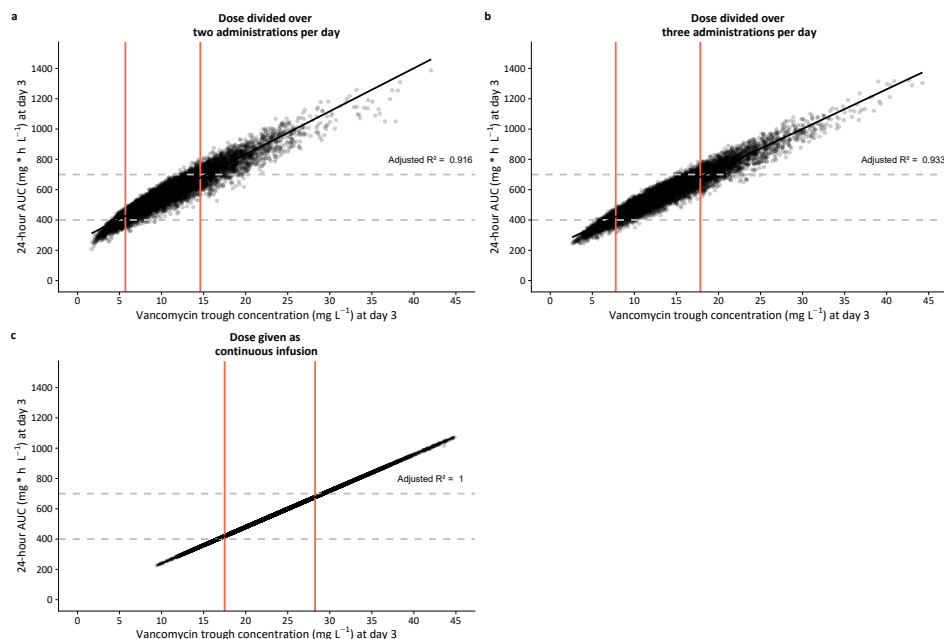 a
Dose divided over
two administrations per day
24-hour AUC (mg * h L⁻¹) at day 3
1400
1200
1000
800
600
400
200
0
Adjusted R² = 0.916
0 5 10 15 20 25 30 35 40 45
Vancomycin trough concentration (mg L⁻¹) at day 3
b
Dose divided over
three administrations per day
24-hour AUC (mg * h L⁻¹) at day 3
1400
1200
1000
800
600
400
200
0
Adjusted R² = 0.933
0 5 10 15 20 25 30 35 40 45
Vancomycin trough concentration (mg L⁻¹) at day 3
c
Dose given as
continuous infusion
24-hour AUC (mg * h L⁻¹) at day 3
1400
1200
1000
800
600
400
200
0
Adjusted R² = 1
0 5 10 15 20 25 30 35 40 45
Vancomycin trough concentration (mg L⁻¹) at day 3